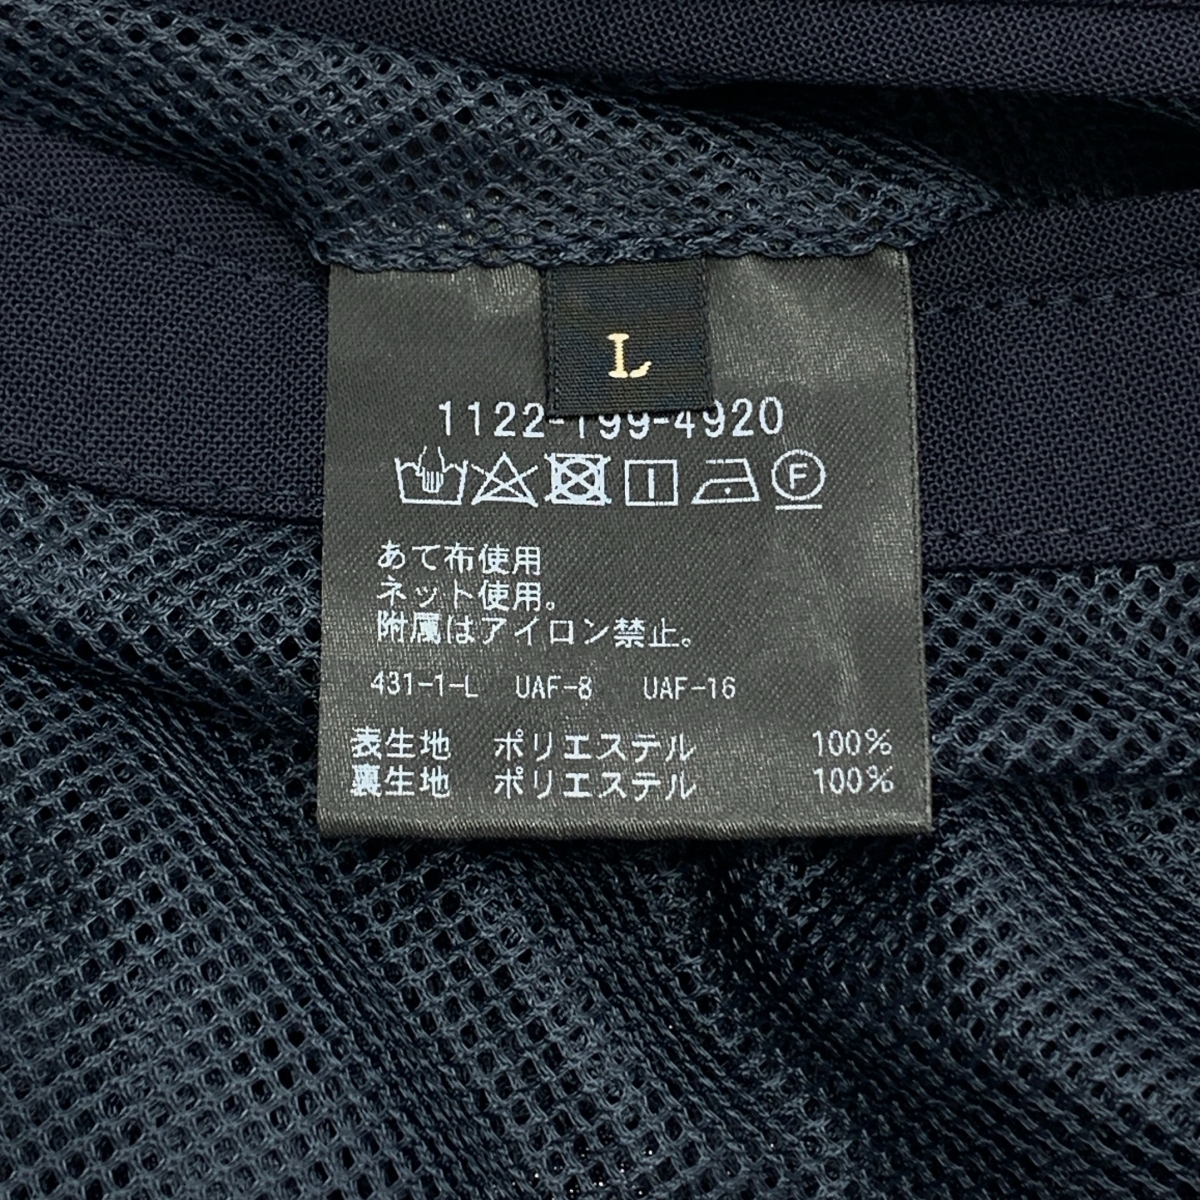 L
1122-199-4920
F
あて布使用
ネット使用。
附属はアイロン禁止。
431-1-L UAF-8 UAF-16
表生地 ポリエステル 100%
裏生地 ポリエステル 100%